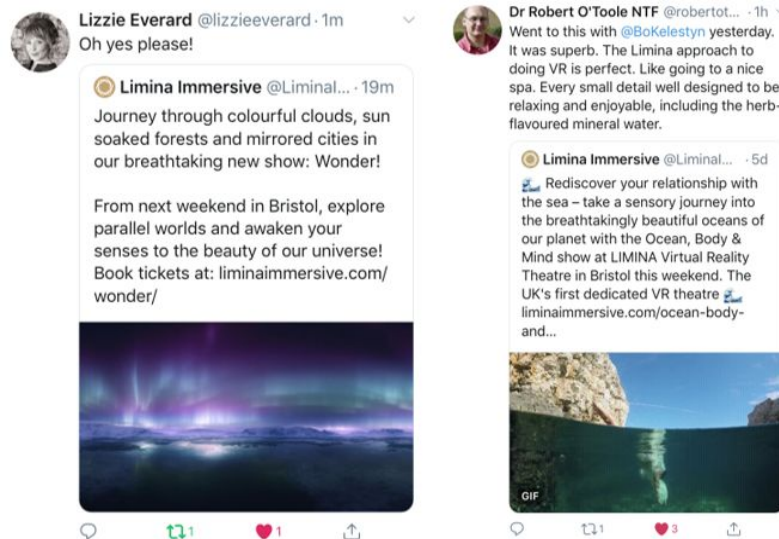 Lizzie Everard @lizzieeverard · 1m
Oh yes please!
Limina Immersive @Liminal... · 19m
Journey through colourful clouds, sun
soaked forests and mirrored cities in
our breathtaking new show: Wonder!
From next weekend in Bristol, explore
parallel worlds and awaken your
senses to the beauty of our universe!
Book tickets at: liminaimmersive.com/
wonder/
1
1
Dr Robert O'Toole NTF @robertot... · 1h
Went to this with @BoKelestyn yesterday.
It was superb. The Limina approach to
doing VR is perfect. Like going to a nice
spa. Every small detail well designed to be
relaxing and enjoyable, including the herb-
flavoured mineral water.
Limina Immersive @Liminal... · 5d
🌊 Rediscover your relationship with
the sea – take a sensory journey into
the breathtakingly beautiful oceans of
our planet with the Ocean, Body &
Mind show at LIMINA Virtual Reality
Theatre in Bristol this weekend. The
UK's first dedicated VR theatre 🌊
liminaimmersive.com/ocean-body-
and...
GIF
1
3